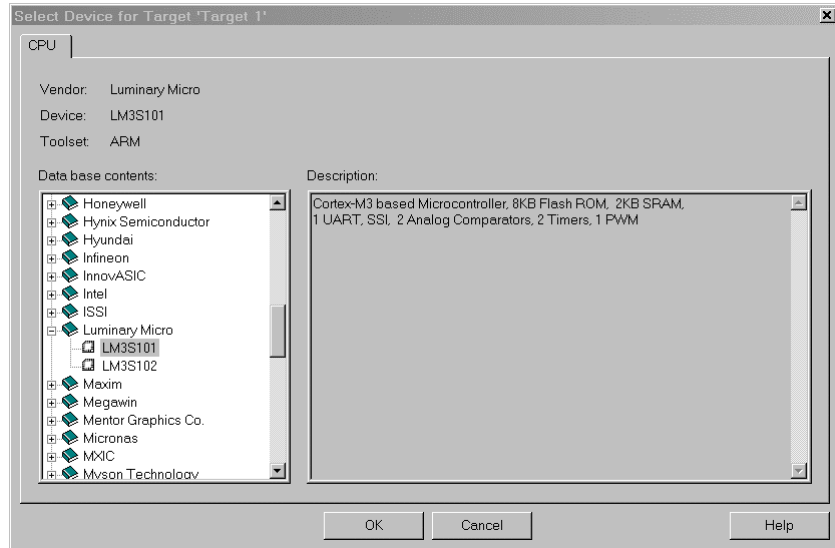 Select Device for Target 'Target 1'
CPU
Vendor: Luminary Micro
Device: LM3S101
Toolset: ARM
Data base contents:
Description:
Honeywell
Hynix Semiconductor
Hyundai
Infineon
InnovASIC
Intel
ISSI
Luminary Micro
LM3S101
LM3S102
Maxim
Megawin
Mentor Graphics Co.
Micronas
MXIC
Myson Technology
Cortex-M3 based Microcontroller, 8KB Flash ROM, 2KB SRAM,
1 UART, SSI, 2 Analog Comparators, 2 Timers, 1 PWM
OK
Cancel
Help